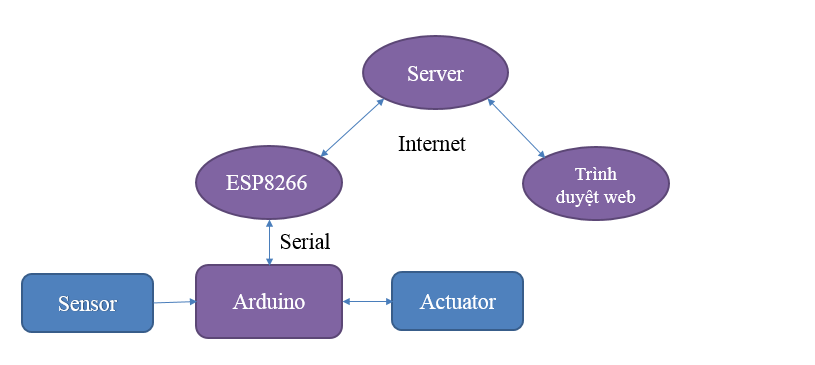 Server
Internet
ESP8266
Trình
duyệt web
Serial
Sensor
Arduino
Actuator